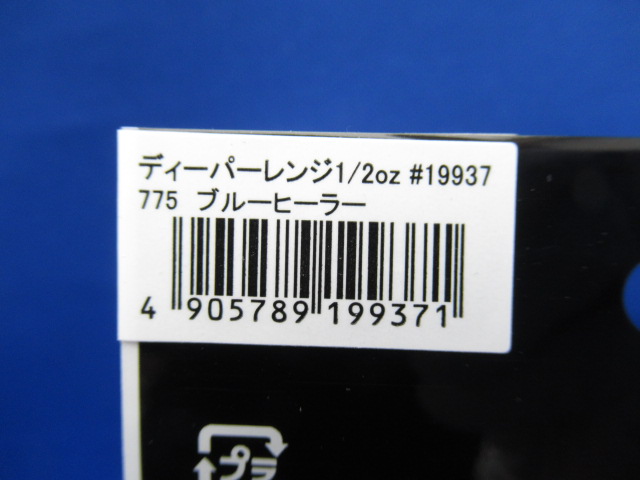 ディーパーレンジ1/2oz #19937
775 ブルーヒーラー
4 905789 199371
プラ